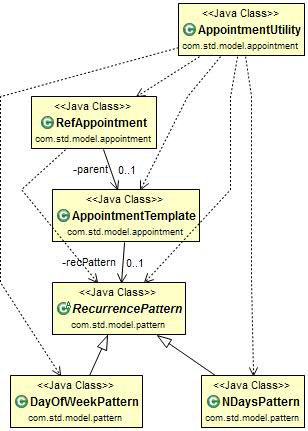 <<Java Class>>
AppointmentUtility
com.std.model.appointment
<<Java Class>>
RefAppointment
com.std.model.appointment
-parent 0..1
<<Java Class>>
AppointmentTemplate
com.std.model.appointment
-recPattern 0..1
<<Java Class>>
RecurrencePattern
com.std.model.pattern
<<Java Class>>
DayOfWeekPattern
com.std.model.pattern
<<Java Class>>
NDaysPattern
com.std.model.pattern